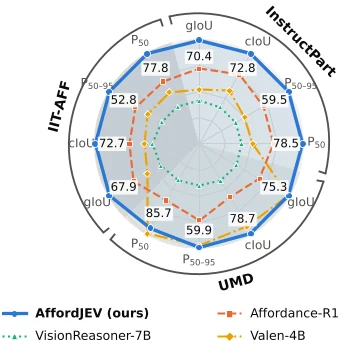 gIoU
InstructPart
P50
cIoU
70.4
77.8
72.8
P50-95
P50-95
52.8
59.5
IIT-AFF
cIoU
72.7
78.5
P50
67.9
75.3
gIoU
gIoU
85.7
78.7
P50
59.9
cIoU
P50-95
UMD
AffordJEV (ours)
Affordance-R1
VisionReasoner-7B
Valen-4B